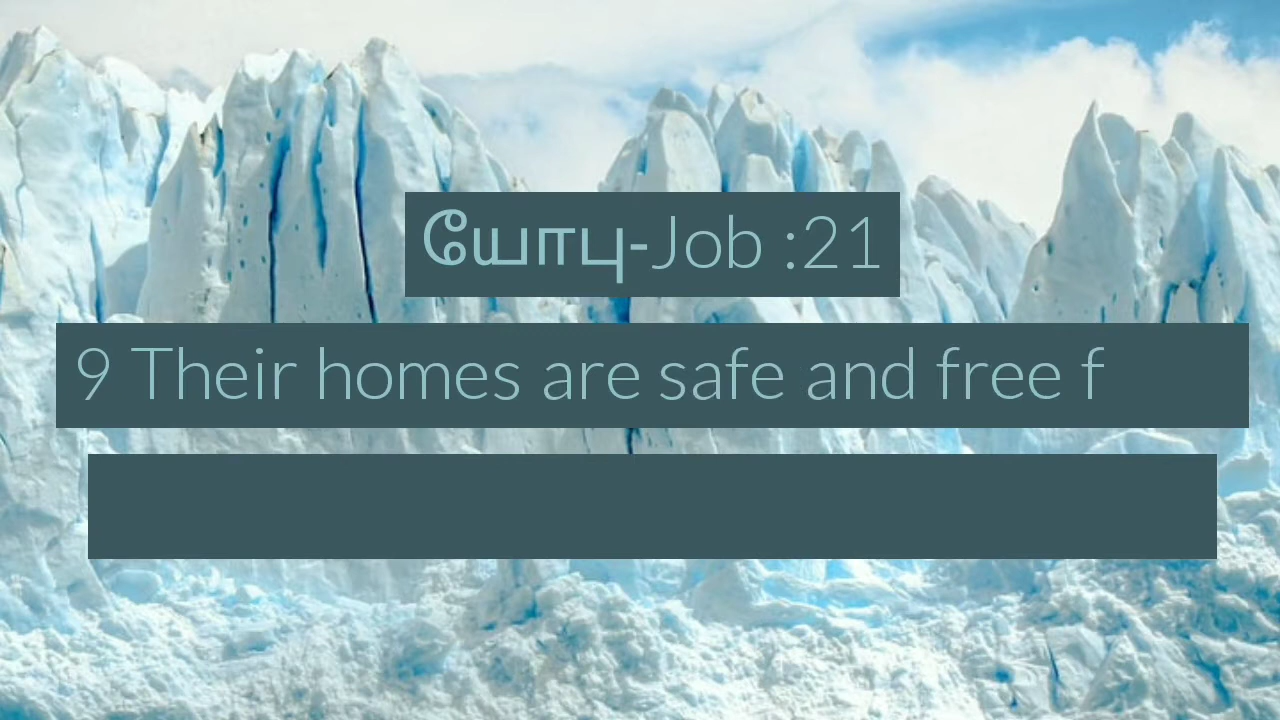 யோபு-Job :21
9 Their homes are safe and free f